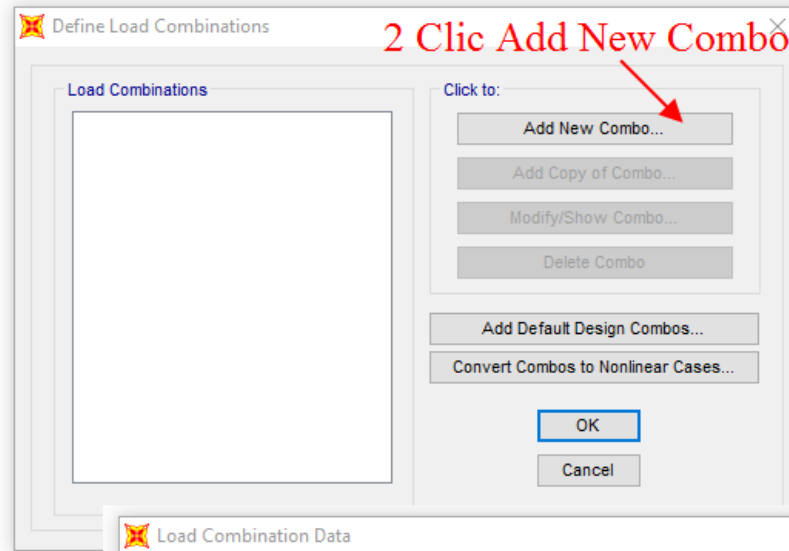 Define Load Combinations
2 Clic Add New Combo
Load Combinations
Click to:
Add New Combo...
Add Copy of Combo...
Modify/Show Combo...
Delete Combo
Add Default Design Combos...
Convert Combos to Nonlinear Cases...
OK
Cancel
Load Combination Data